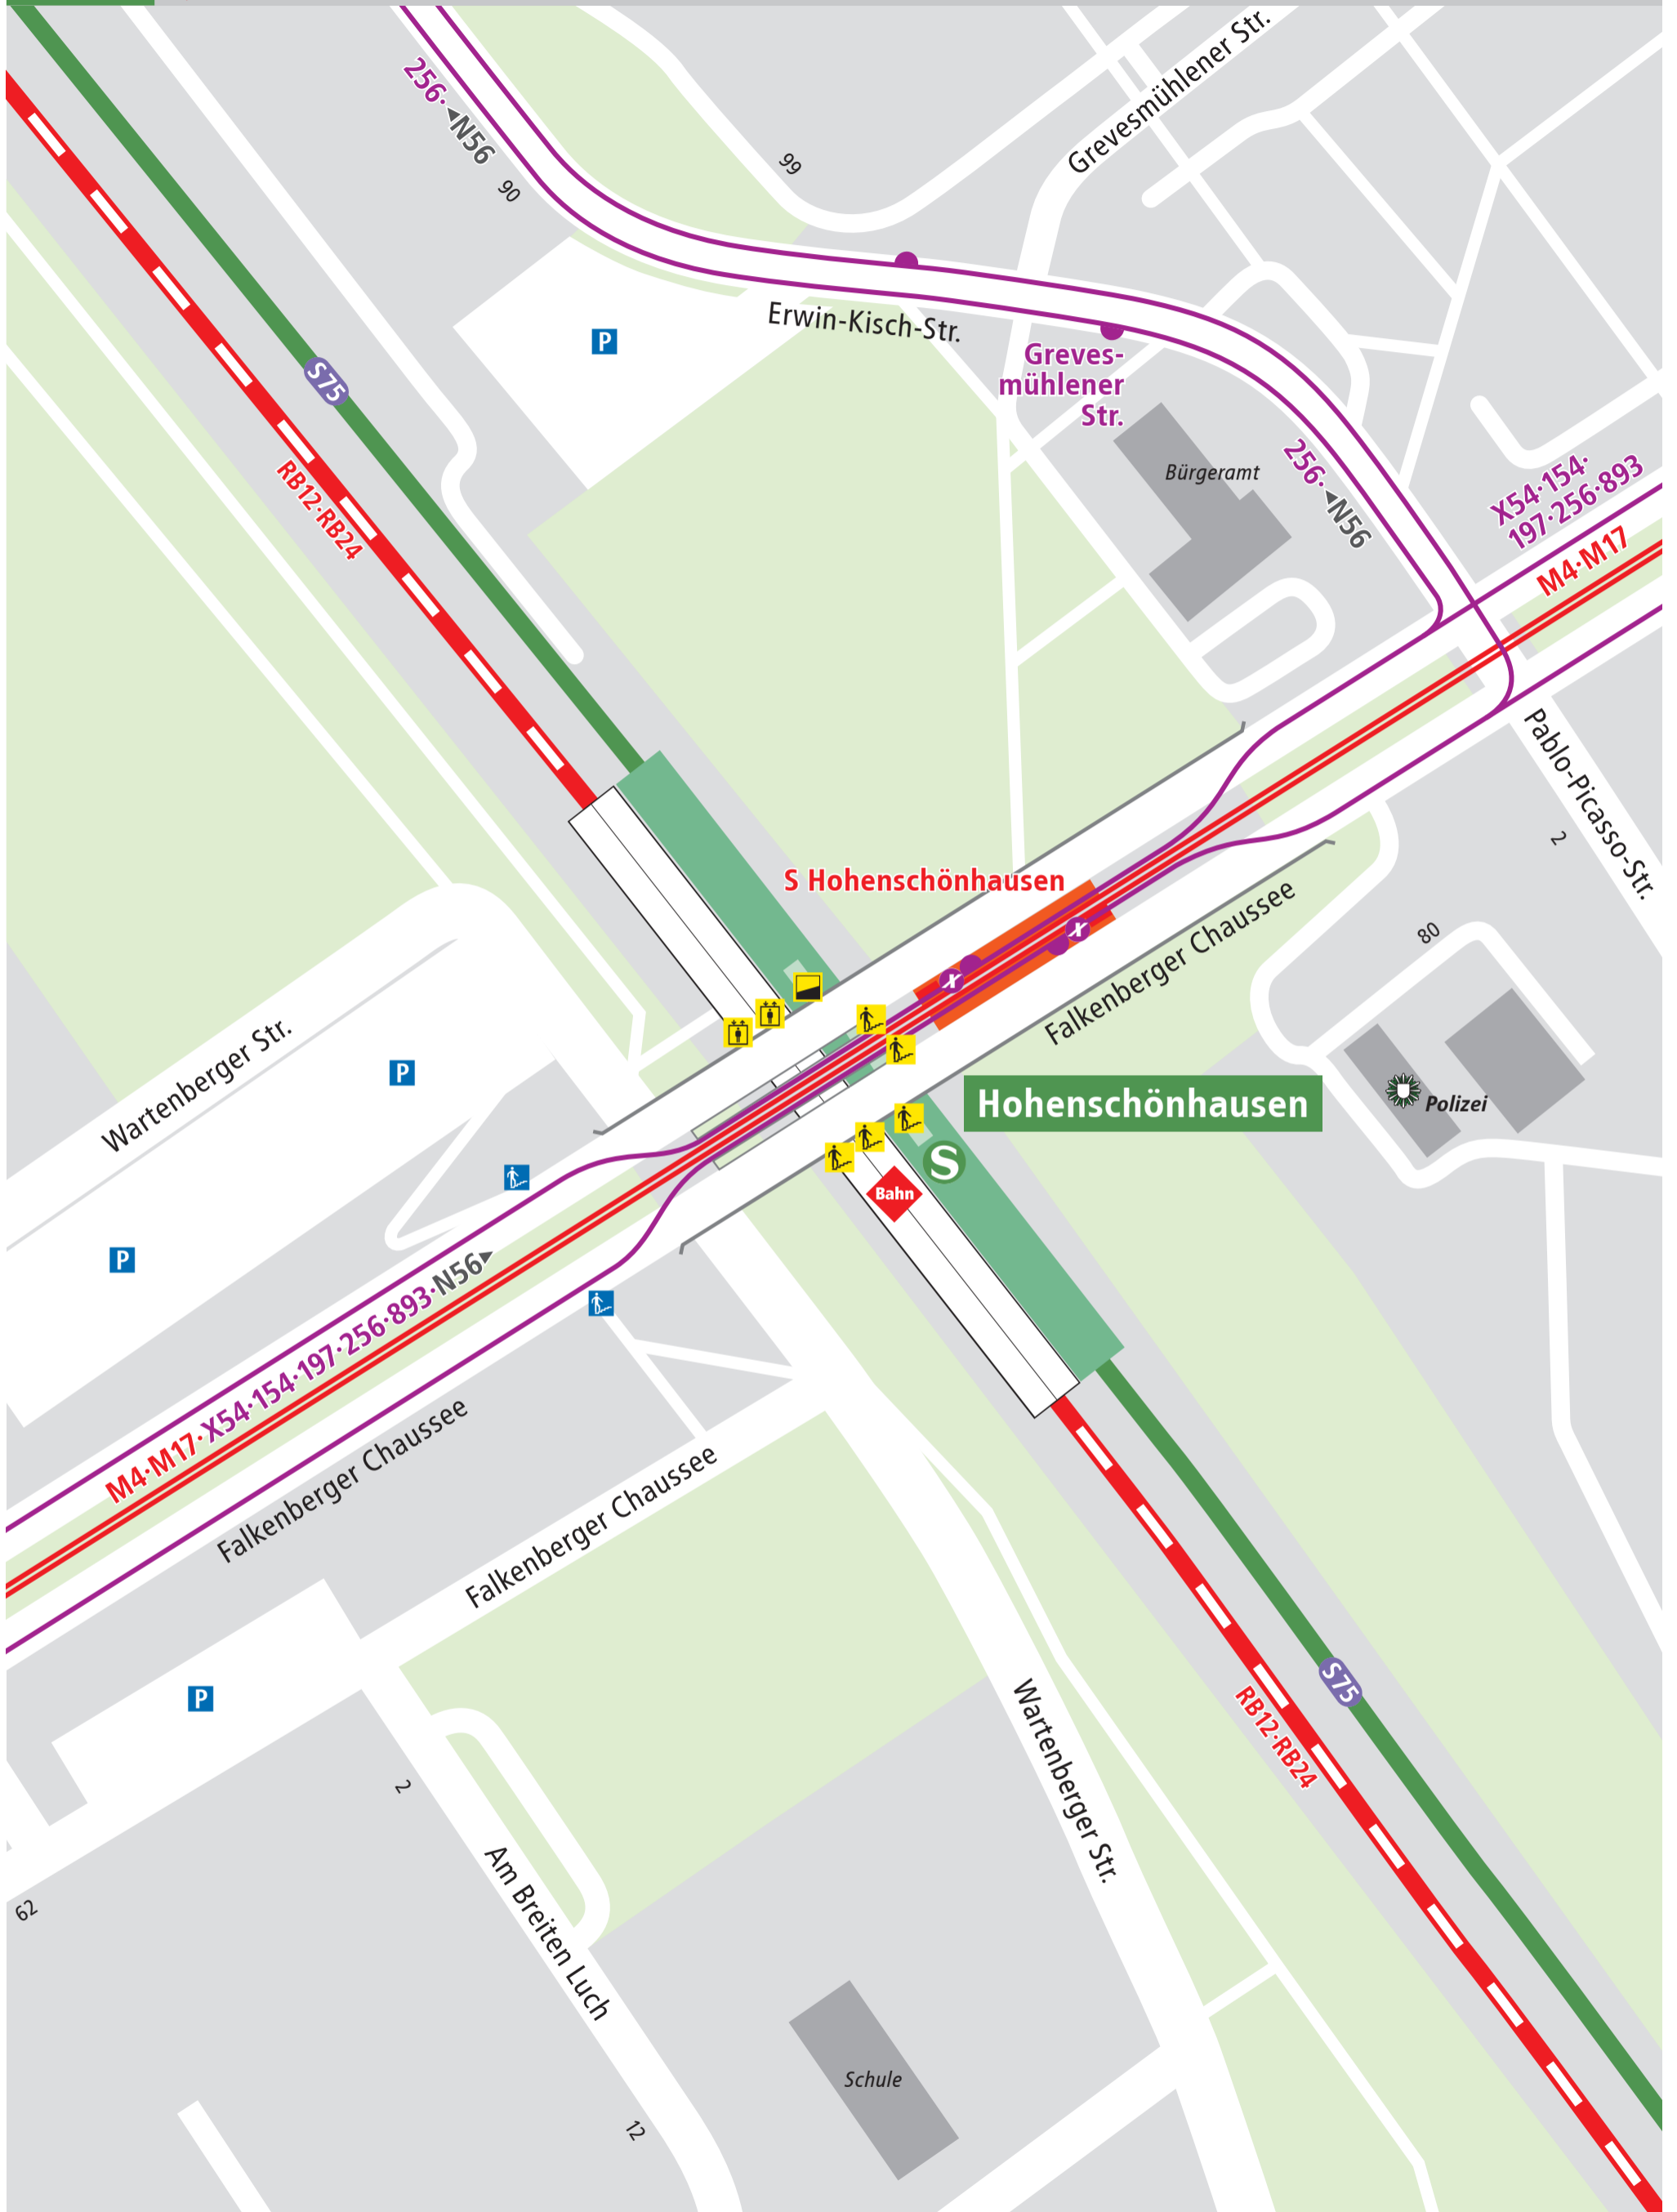 Grevesmühlener Str.
256·◄N56
99
90
Erwin-Kisch-Str.
P
Greves-
mühlener
Str.
S75
RB12·RB24
Bürgeramt
256·◄N56
X54·154·
197·256·893
M4·M17
Pablo-Picasso-Str.
2
S Hohenschönhausen
80
x
x
Falkenberger Chaussee
Wartenberger Str.
P
Hohenschönhausen
Polizei
S
Bahn
P
M4·M17·X54·154·197·256·893·N56►
Falkenberger Chaussee
Falkenberger Chaussee
P
S75
RB12·RB24
Wartenberger Str.
2
Am Breiten Luch
62
Schule
12